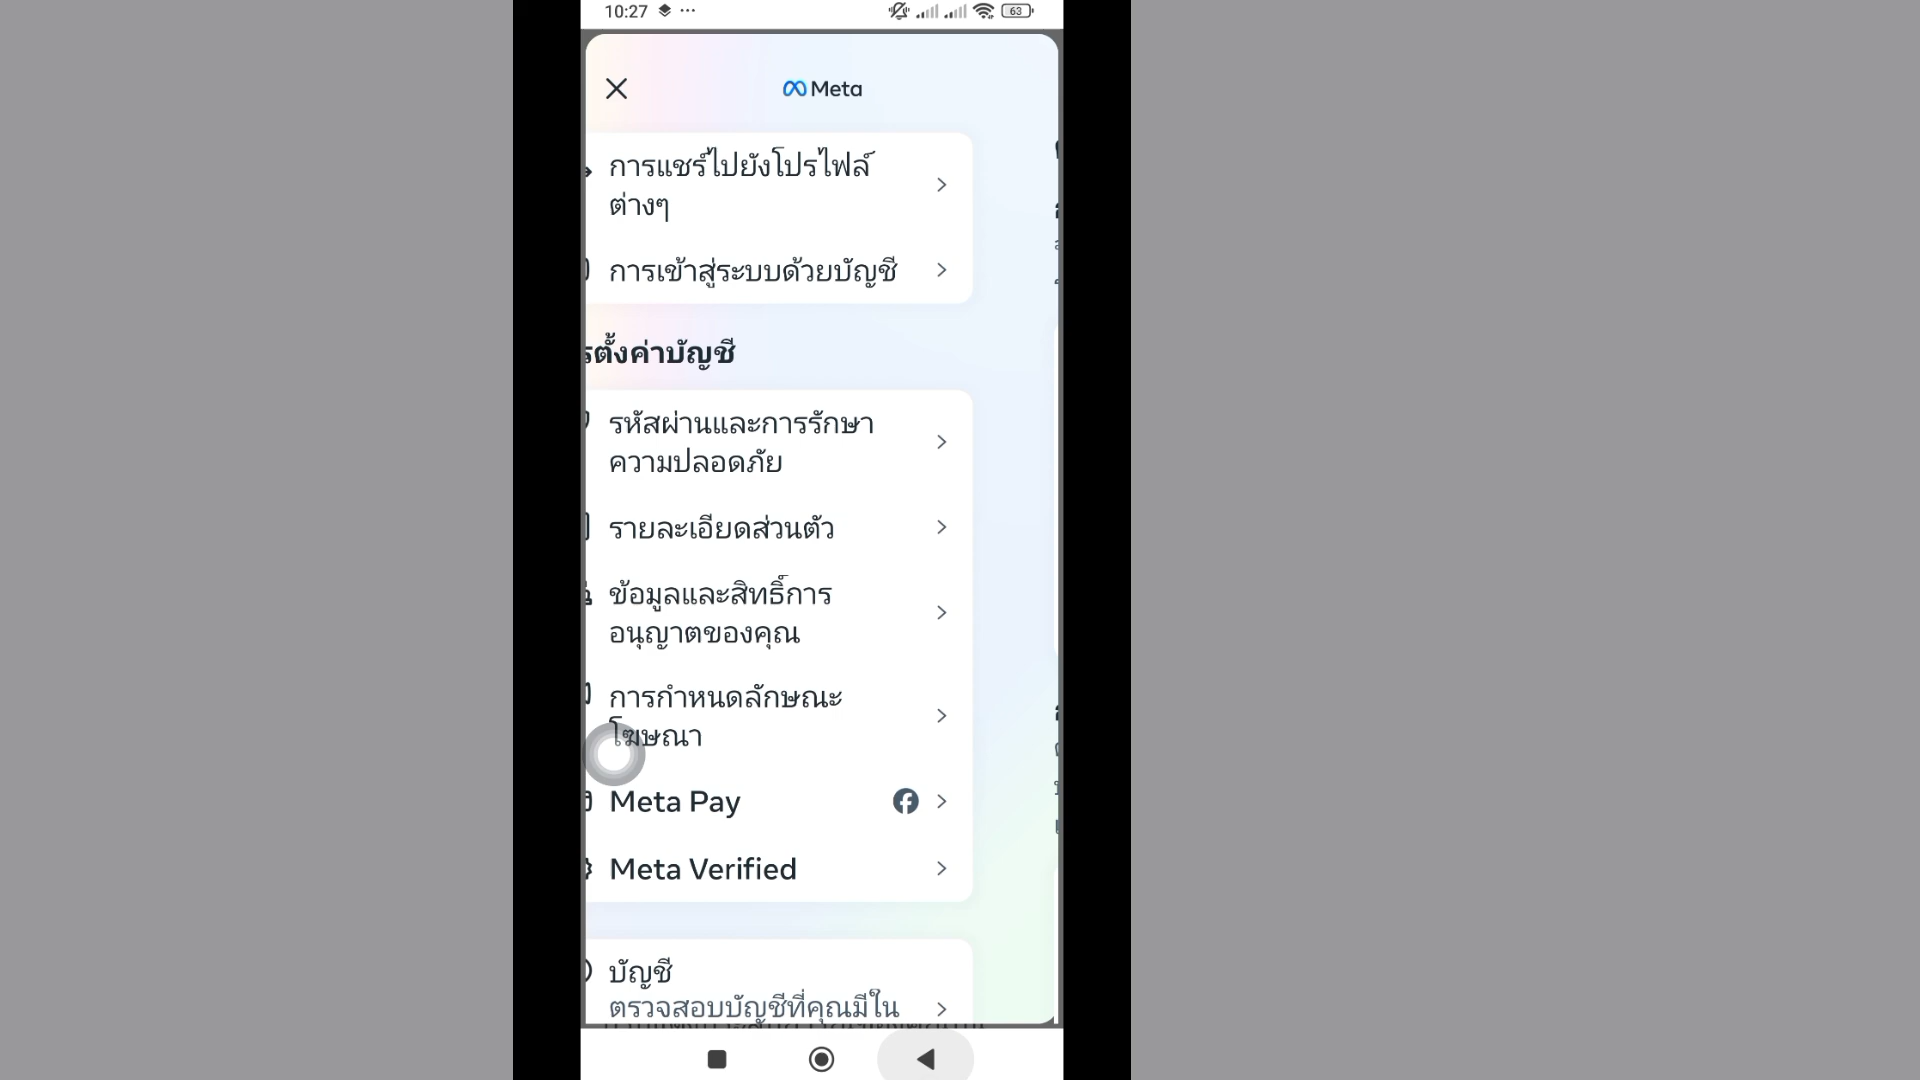 10:27
63
Meta
การแชร์ไปยังโปรไฟล์
ต่างๆ
การเข้าสู่ระบบด้วยบัญชี
รตั้งค่าบัญชี
รหัสผ่านและการรักษา
ความปลอดภัย
รายละเอียดส่วนตัว
ข้อมูลและสิทธิ์การ
อนุญาตของคุณ
การกำหนดลักษณะ
โฆษณา
Meta Pay
Meta Verified
บัญชี
ตรวจสอบบัญชีที่คุณมีใน